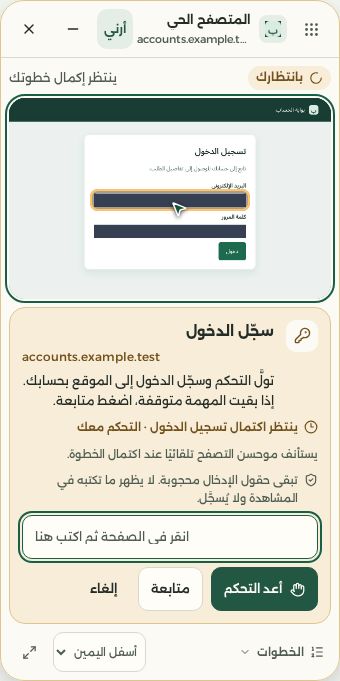 المتصفح الحي
accounts.example.t...
أرني
بانتظارك
ينتظر إكمال خطوتك
بوابة الحساب
تسجيل الدخول
تابع إلى حسابك للوصول إلى تفاصيل الطلب.
البريد الإلكتروني
كلمة المرور
دخول
سجّل الدخول
accounts.example.test
تولَّ التحكم وسجّل الدخول إلى الموقع بحسابك.
إذا بقيت المهمة متوقفة، اضغط متابعة.
ينتظر اكتمال تسجيل الدخول · التحكم معك
يستأنف موحسن التصفح تلقائيًا عند اكتمال الخطوة.
تبقى حقول الإدخال محجوبة. لا يظهر ما تكتبه في
المشاهدة ولا يُسجَّل.
انقر في الصفحة ثم اكتب هنا
أعد التحكم
متابعة
إلغاء
الخطوات
أسفل اليمين